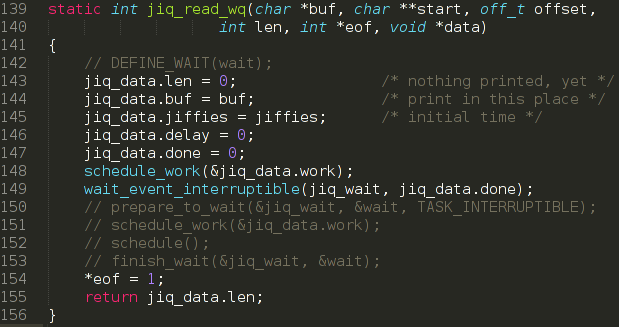 139 static int jiq_read_wq(char *buf, char **start, off_t offset,
140                 int len, int *eof, void *data)
141 {
142     // DEFINE_WAIT(wait);
143     jiq_data.len = 0;               /* nothing printed, yet */
144     jiq_data.buf = buf;             /* print in this place */
145     jiq_data.jiffies = jiffies;     /* initial time */
146     jiq_data.delay = 0;
147     jiq_data.done = 0;
148     schedule_work(&jiq_data.work);
149     wait_event_interruptible(jiq_wait, jiq_data.done);
150     // prepare_to_wait(&jiq_wait, &wait, TASK_INTERRUPTIBLE);
151     // schedule_work(&jiq_data.work);
152     // schedule();
153     // finish_wait(&jiq_wait, &wait);
154     *eof = 1;
155     return jiq_data.len;
156 }